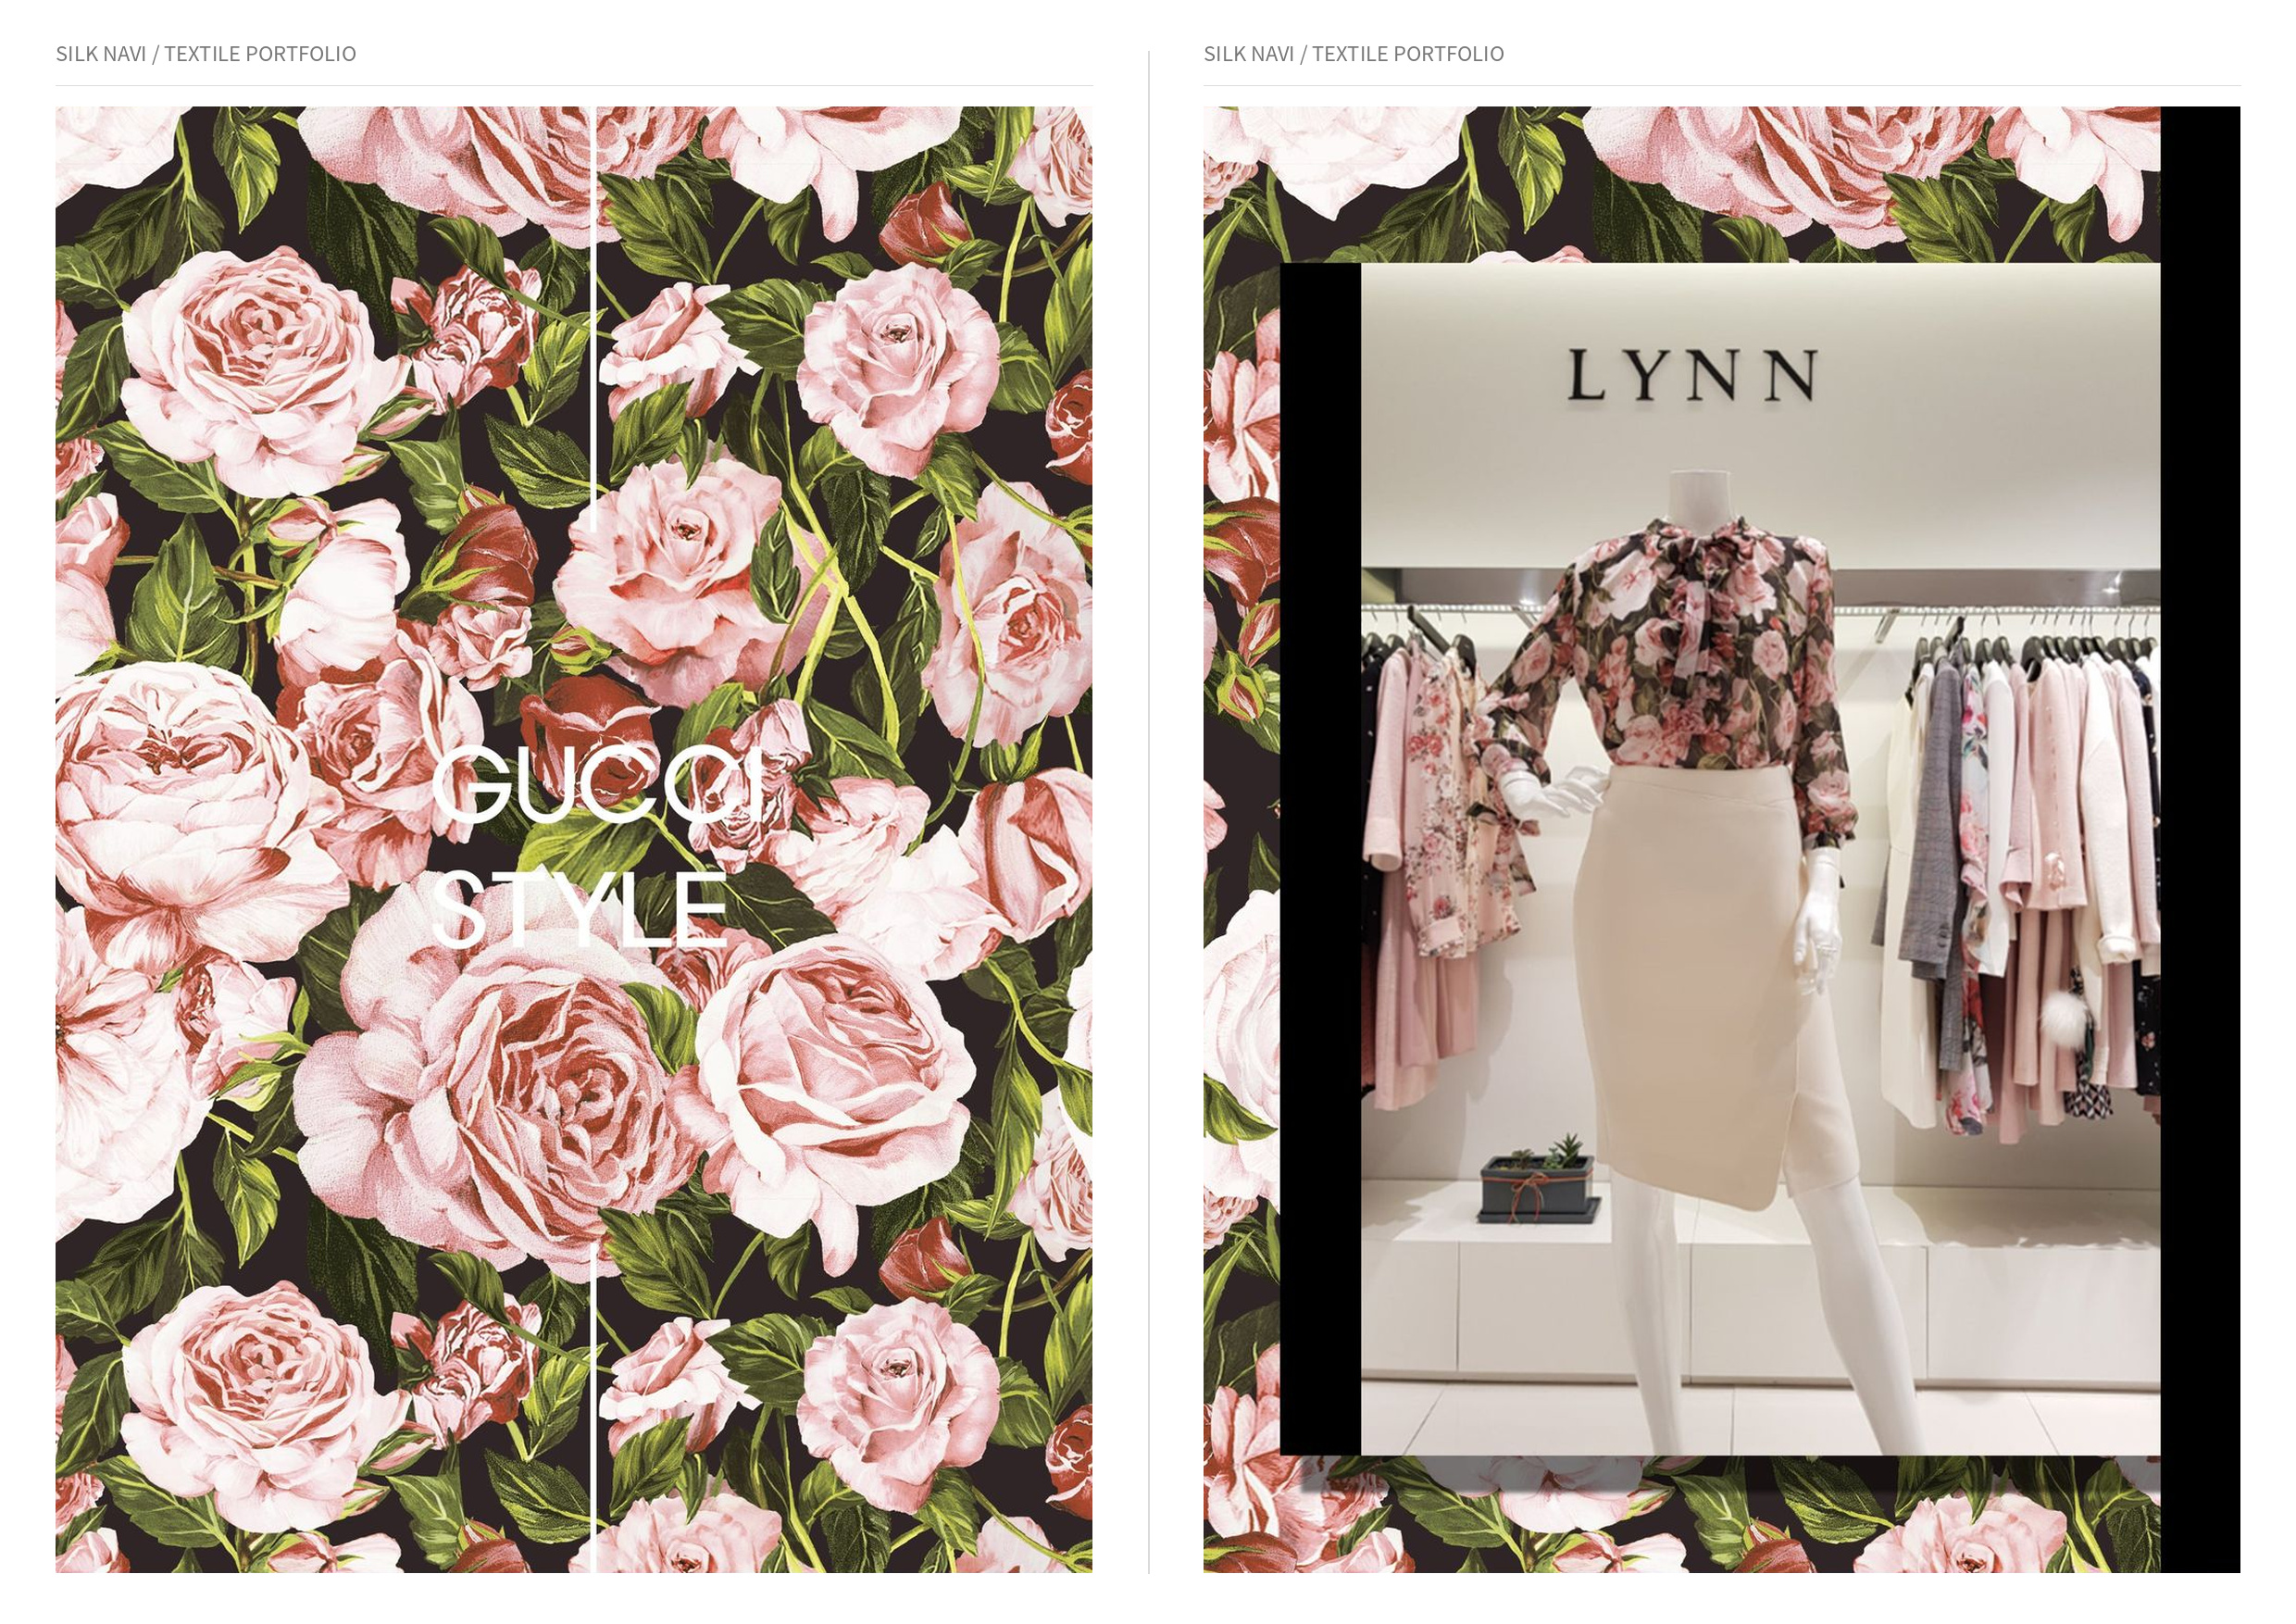 SILK NAVI / TEXTILE PORTFOLIO
GUCCI
STYLE
SILK NAVI / TEXTILE PORTFOLIO
LYNN